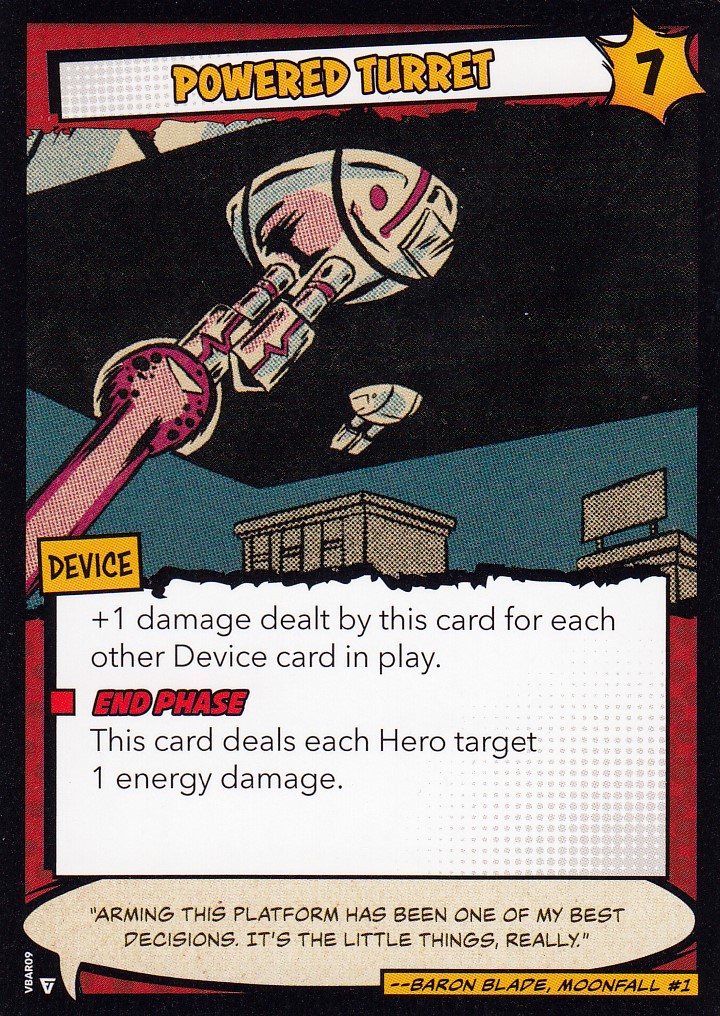 POWERED TURRET
7
DEVICE
+1 damage dealt by this card for each
other Device card in play.
END PHASE
This card deals each Hero target
1 energy damage.
"ARMING THIS PLATFORM HAS BEEN ONE OF MY BEST
DECISIONS. IT'S THE LITTLE THINGS, REALLY."
--BARON BLADE, MOONFALL #1
VBAR09